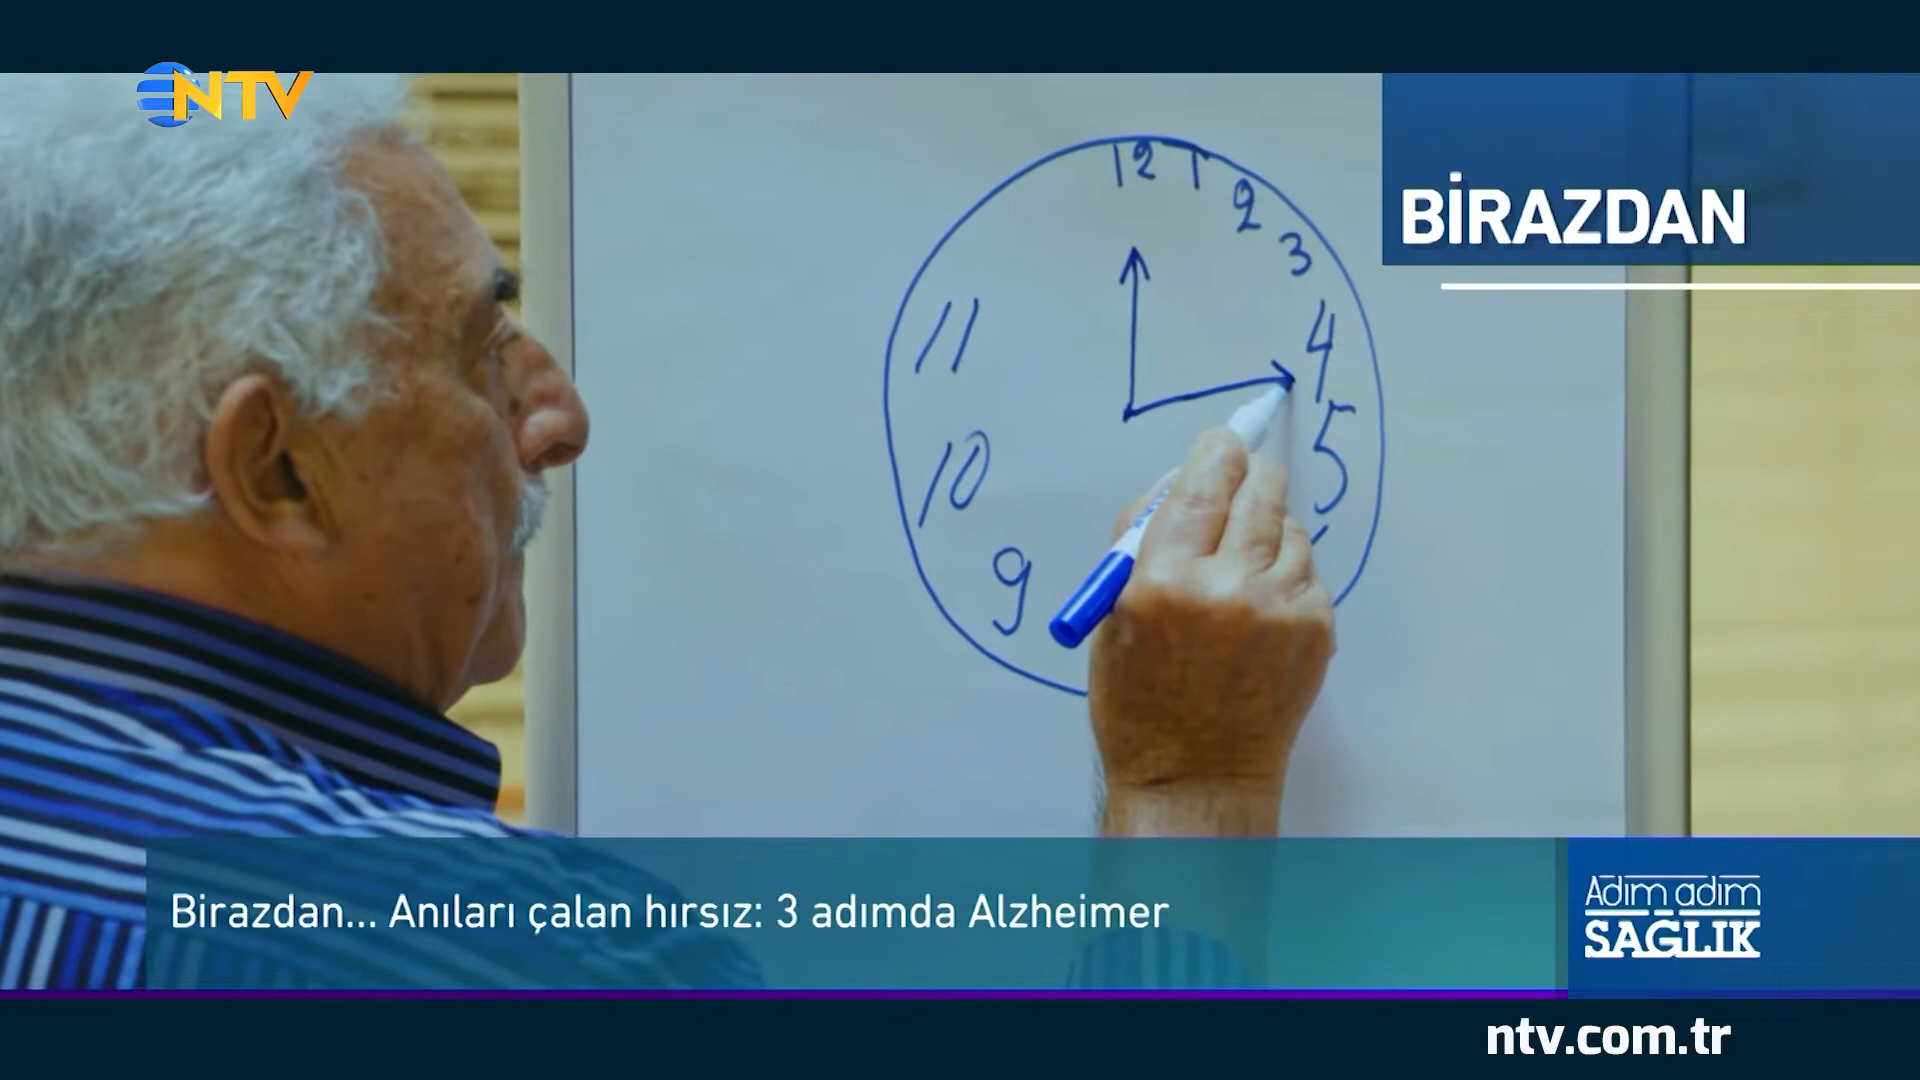 NTV
BİRAZDAN
12 1
2
3
4
11
5
10
9
Birazdan... Anıları çalan hırsız: 3 adımda Alzheimer
Adım adım
SAĞLIK
ntv.com.tr